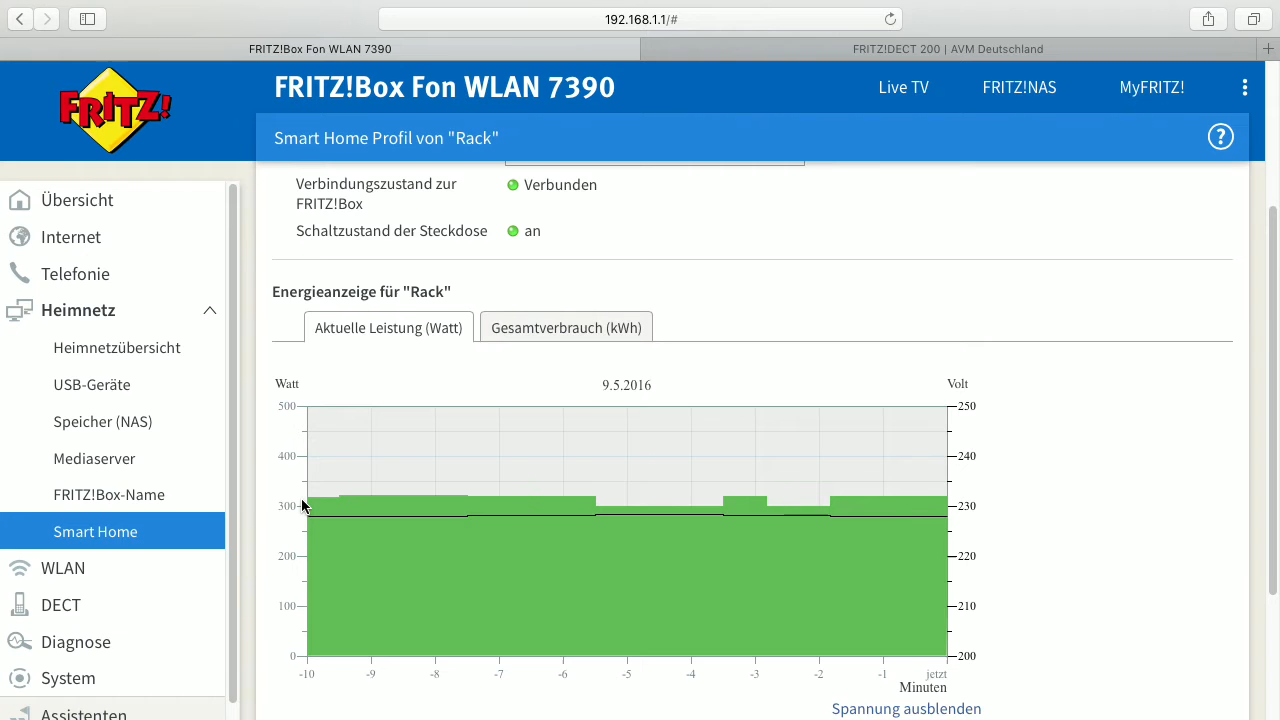 192.168.1.1/#
FRITZ!Box Fon WLAN 7390
FRITZ!DECT 200 | AVM Deutschland
FRITZ!
FRITZ!Box Fon WLAN 7390
Live TV
FRITZ!NAS
MyFRITZ!
Smart Home Profil von "Rack"
?
Übersicht
Internet
Telefonie
Heimnetz
Heimnetzübersicht
USB-Geräte
Speicher (NAS)
Mediaserver
FRITZ!Box-Name
Smart Home
WLAN
DECT
Diagnose
System
Assistenten
Verbindungszustand zur
FRITZ!Box
Verbunden
Schaltzustand der Steckdose
an
Energieanzeige für "Rack"
Aktuelle Leistung (Watt)
Gesamtverbrauch (kWh)
Watt
9.5.2016
Volt
500
400
300
200
100
0
250
240
230
220
210
200
-10 -9 -8 -7 -6 -5 -4 -3 -2 -1 jetzt
Minuten
Spannung ausblenden